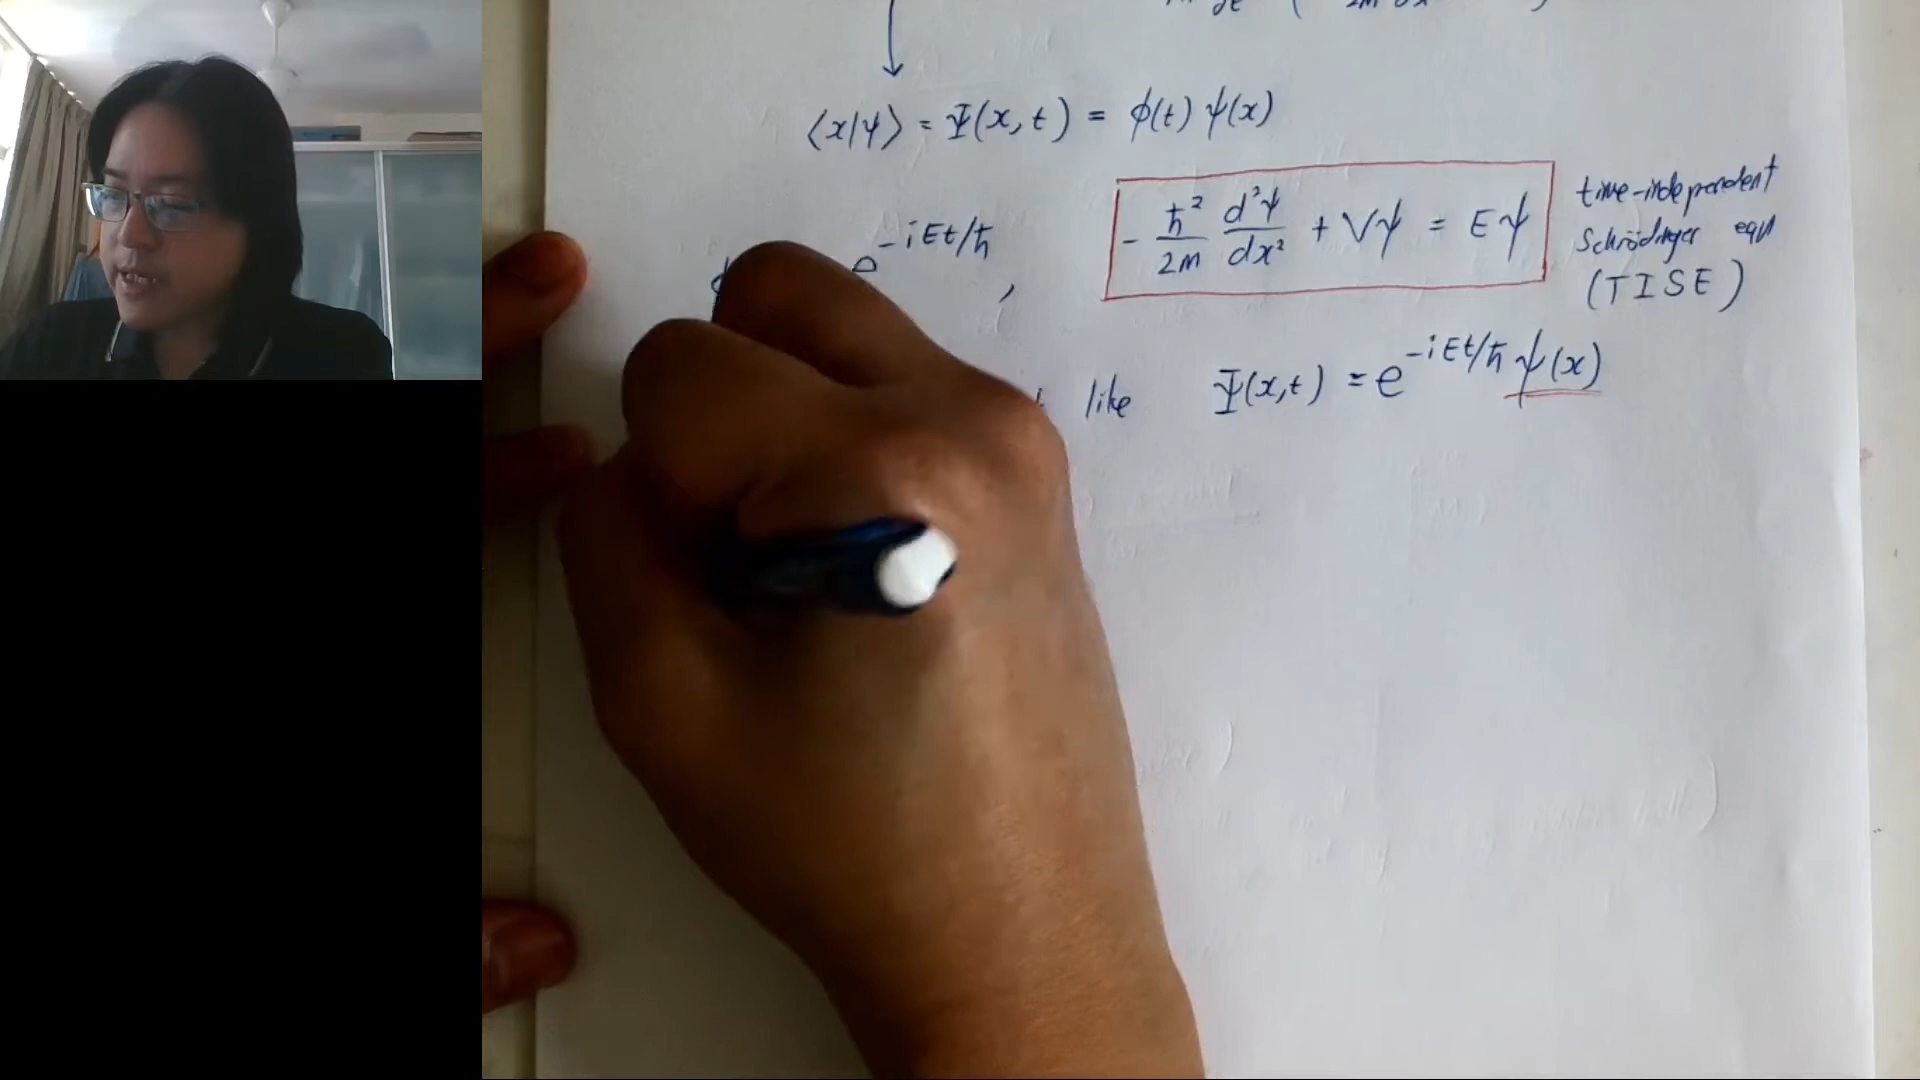 ⟨x|ψ⟩ = Ψ(x, t) = φ(t) ψ(x)
e^{-iEt/ħ} ,
-ħ²/2m d²ψ/dx² + Vψ = Eψ
time-independent
Schrödinger eqn
(TISE)
like Ψ(x,t) = e^{-iEt/ħ} ψ(x)